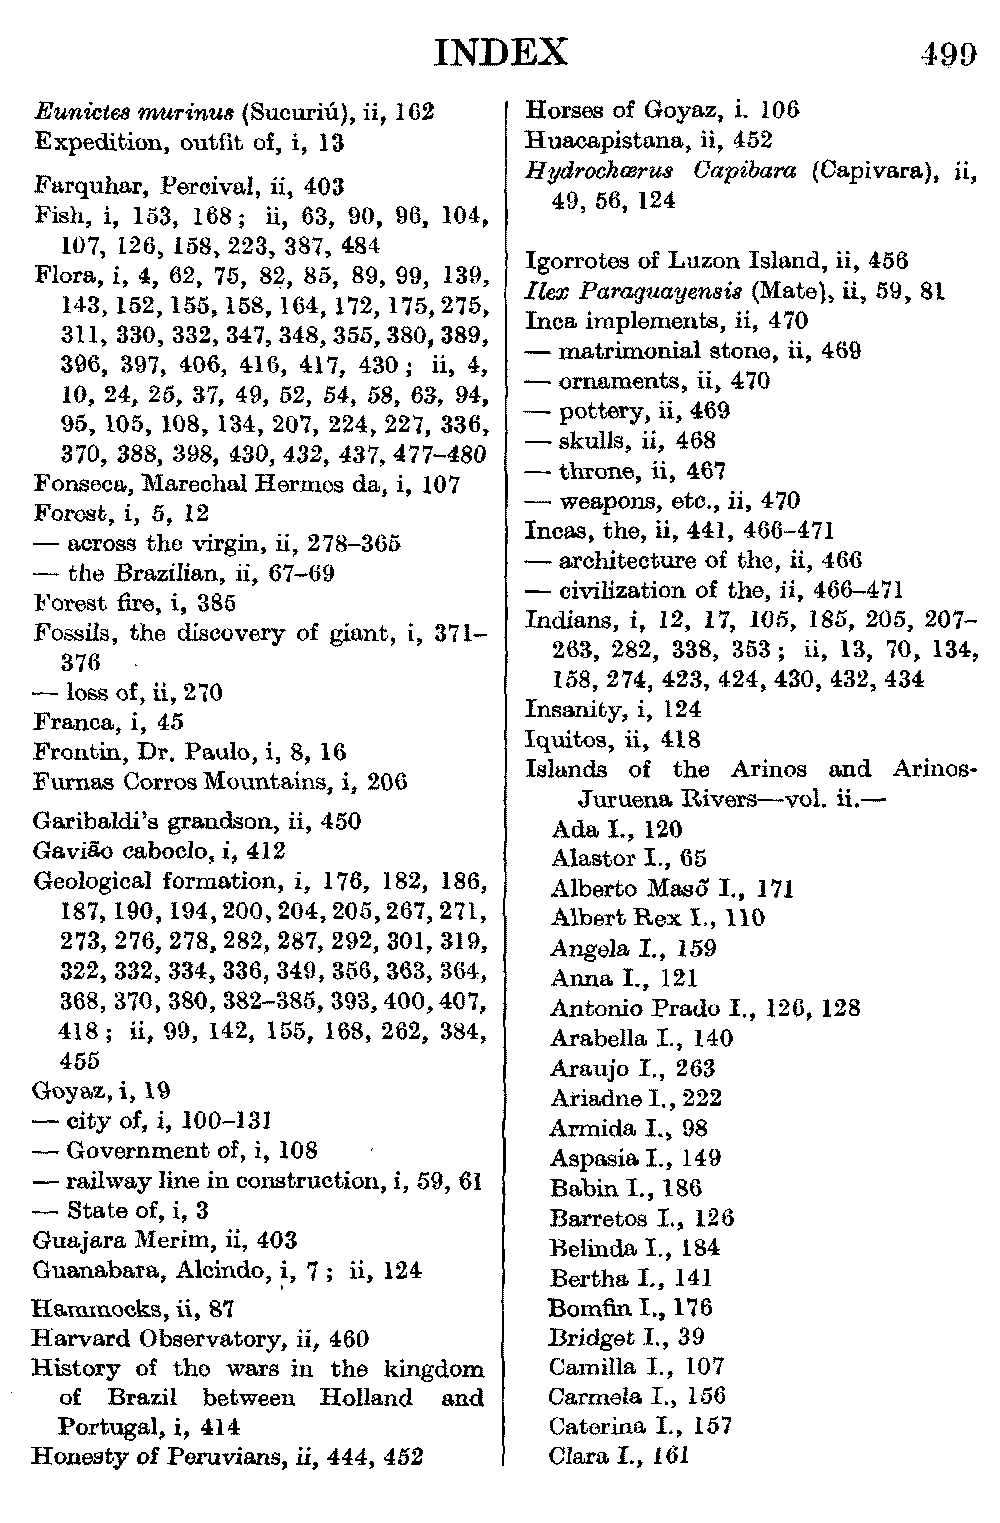 INDEX 499
Eunictes murinus (Sucuriú), ii, 162
Expedition, outfit of, i, 13
Farquhar, Percival, ii, 403
Fish, i, 153, 168; ii, 63, 90, 96, 104,
107, 126, 158, 223, 387, 484
Flora, i, 4, 62, 75, 82, 85, 89, 99, 139,
143, 152, 155, 158, 164, 172, 175, 275,
311, 330, 332, 347, 348, 355, 380, 389,
396, 397, 406, 416, 417, 430; ii, 4,
10, 24, 25, 37, 49, 52, 54, 58, 63, 94,
95, 105, 108, 134, 207, 224, 227, 336,
370, 388, 398, 430, 432, 437, 477–480
Fonseca, Marechal Hermes da, i, 107
Forest, i, 5, 12
— across the virgin, ii, 278–365
— the Brazilian, ii, 67–69
Forest fire, i, 385
Fossils, the discovery of giant, i, 371–
376
— loss of, ii, 270
Franca, i, 45
Frontin, Dr. Paulo, i, 8, 16
Furnas Corros Mountains, i, 206
Garibaldi's grandson, ii, 450
Gavião caboclo, i, 412
Geological formation, i, 176, 182, 186,
187, 190, 194, 200, 204, 205, 267, 271,
273, 276, 278, 282, 287, 292, 301, 319,
322, 332, 334, 336, 349, 356, 363, 364,
368, 370, 380, 382–385, 393, 400, 407,
418; ii, 99, 142, 155, 168, 262, 384,
455
Goyaz, i, 19
— city of, i, 100–131
— Government of, i, 108
— railway line in construction, i, 59, 61
— State of, i, 3
Guajara Merim, ii, 403
Guanabara, Alcindo, i, 7; ii, 124
Hammocks, ii, 87
Harvard Observatory, ii, 460
History of the wars in the kingdom
of Brazil between Holland and
Portugal, i, 414
Honesty of Peruvians, ii, 444, 452
Horses of Goyaz, i. 106
Huacapistana, ii, 452
Hydrochœrus Capibara (Capivara), ii,
49, 56, 124
Igorrotes of Luzon Island, ii, 456
Ilex Paraguayensis (Mate), ii, 59, 81
Inca implements, ii, 470
— matrimonial stone, ii, 469
— ornaments, ii, 470
— pottery, ii, 469
— skulls, ii, 468
— throne, ii, 467
— weapons, etc., ii, 470
Incas, the, ii, 441, 466–471
— architecture of the, ii, 466
— civilization of the, ii, 466–471
Indians, i, 12, 17, 105, 185, 205, 207–
263, 282, 338, 353; ii, 13, 70, 134,
158, 274, 423, 424, 430, 432, 434
Insanity, i, 124
Iquitos, ii, 418
Islands of the Arinos and Arinos-
Juruena Rivers—vol. ii.—
Ada I., 120
Alastor I., 65
Alberto Masô I., 171
Albert Rex I., 110
Angela I., 159
Anna I., 121
Antonio Prado I., 126, 128
Arabella I., 140
Araujo I., 263
Ariadne I., 222
Armida I., 98
Aspasia I., 149
Babin I., 186
Barretos I., 126
Belinda I., 184
Bertha I., 141
Bomfin I., 176
Bridget I., 39
Camilla I., 107
Carmela I., 156
Caterina I., 157
Clara I., 161